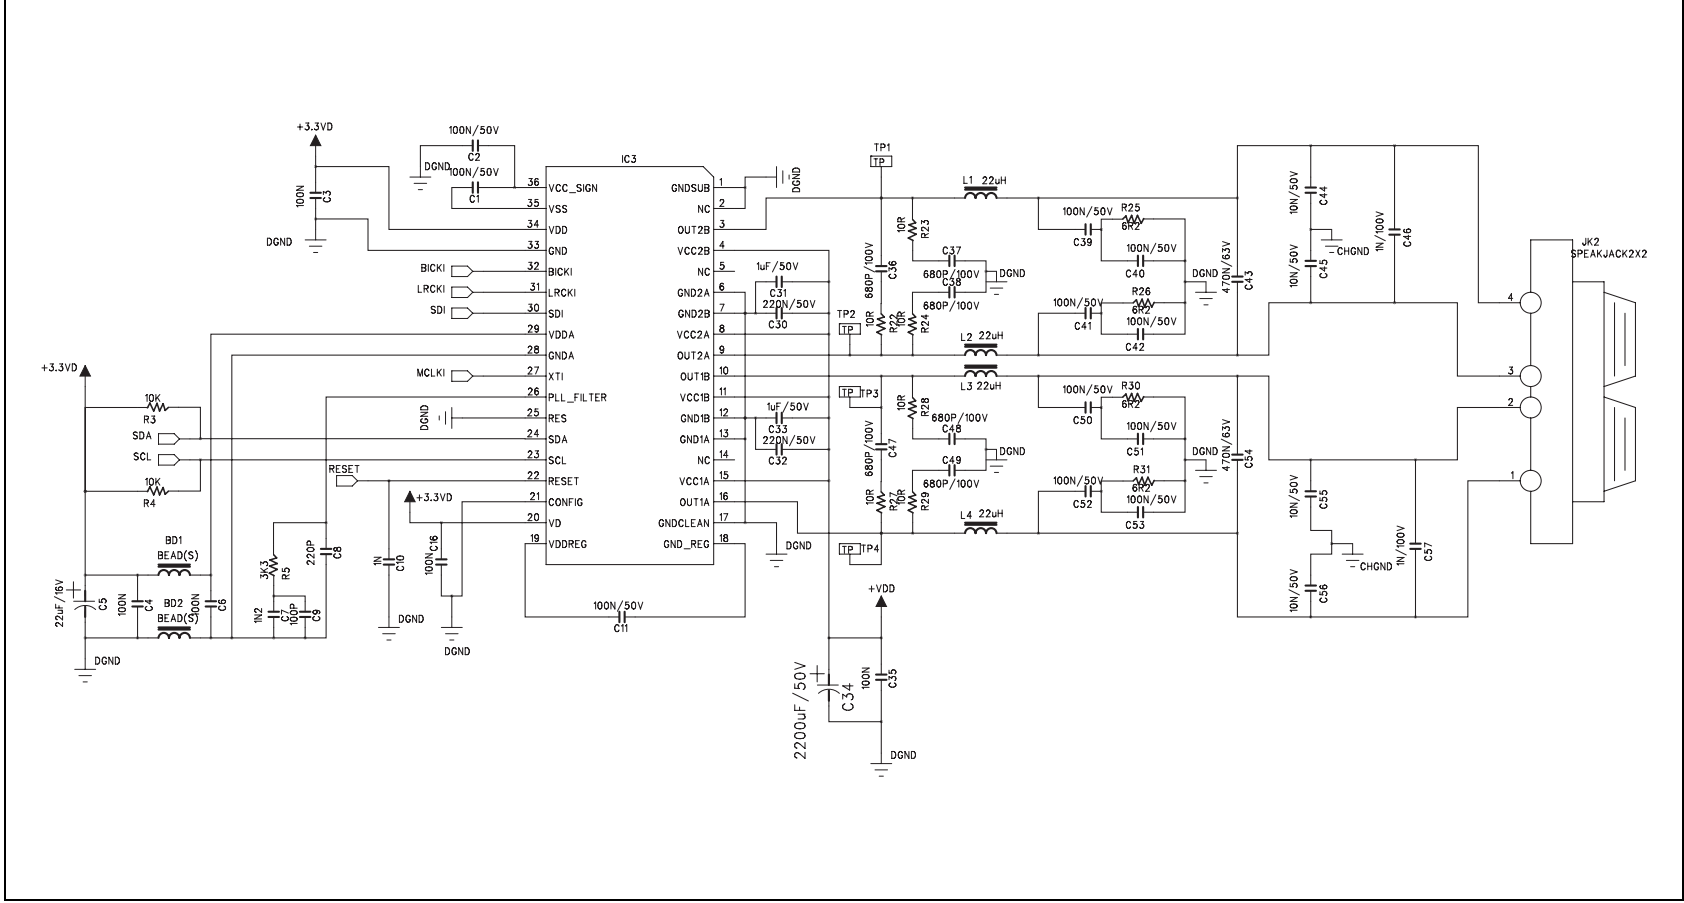 +3.3VD
100N
C3
DGND
100N/50V
C2
DGND
100N/50V
C1
IC3
36
VCC_SIGN
35
VSS
34
VDD
33
GND
BICKI
32
BICKI
LRCKI
31
LRCKI
SDI
30
SDI
29
VDDA
28
GNDA
MCLKI
27
XTI
26
PLL_FILTER
DGND
25
RES
24
SDA
23
SCL
RESET
22
RESET
21
CONFIG
20
VD
19
VDDREG
GNDSUB
1
NC
2
OUT2B
3
VCC2B
4
NC
5
GND2A
6
GND2B
7
VCC2A
8
OUT2A
9
OUT1B
10
VCC1B
11
GND1B
12
GND1A
13
NC
14
VCC1A
15
OUT1A
16
GNDCLEAN
17
GND_REG
18
DGND
DGND
+3.3VD
10K
R3
SDA
SCL
10K
R4
BD1
BEAD(S)
BD2
BEAD(S)
22uF/16V
C5
100N
C4
100N
C6
DGND
3K3
R5
220P
C8
1N2
C7
100P
C9
1N
C10
DGND
+3.3VD
100N
C16
DGND
100N/50V
C11
1uF/50V
C31
220N/50V
C30
1uF/50V
C33
220N/50V
C32
+VDD
2200uF/50V
C34
100N
C35
DGND
TP1
TP
TP2
TP
TP
TP3
TP
TP4
680P/100V
C36
10R
R22
10R
R23
10R
R24
C37
680P/100V
C38
680P/100V
DGND
L1 22uH
L2 22uH
L3 22uH
L4 22uH
680P/100V
C47
10R
R27
10R
R28
10R
R29
680P/100V
C48
C49
680P/100V
DGND
100N/50V
C39
R25
6R2
100N/50V
C40
100N/50V
C41
R26
6R2
100N/50V
C42
DGND
100N/50V
C50
R30
6R2
100N/50V
C51
100N/50V
C52
R31
6R2
100N/50V
C53
DGND
470N/63V
C43
470N/63V
C54
10N/50V
C44
10N/50V
C45
CHGND
1N/100V
C46
10N/50V
C55
10N/50V
C56
CHGND
1N/100V
C57
JK2
SPEAKJACK2X2
4
3
2
1